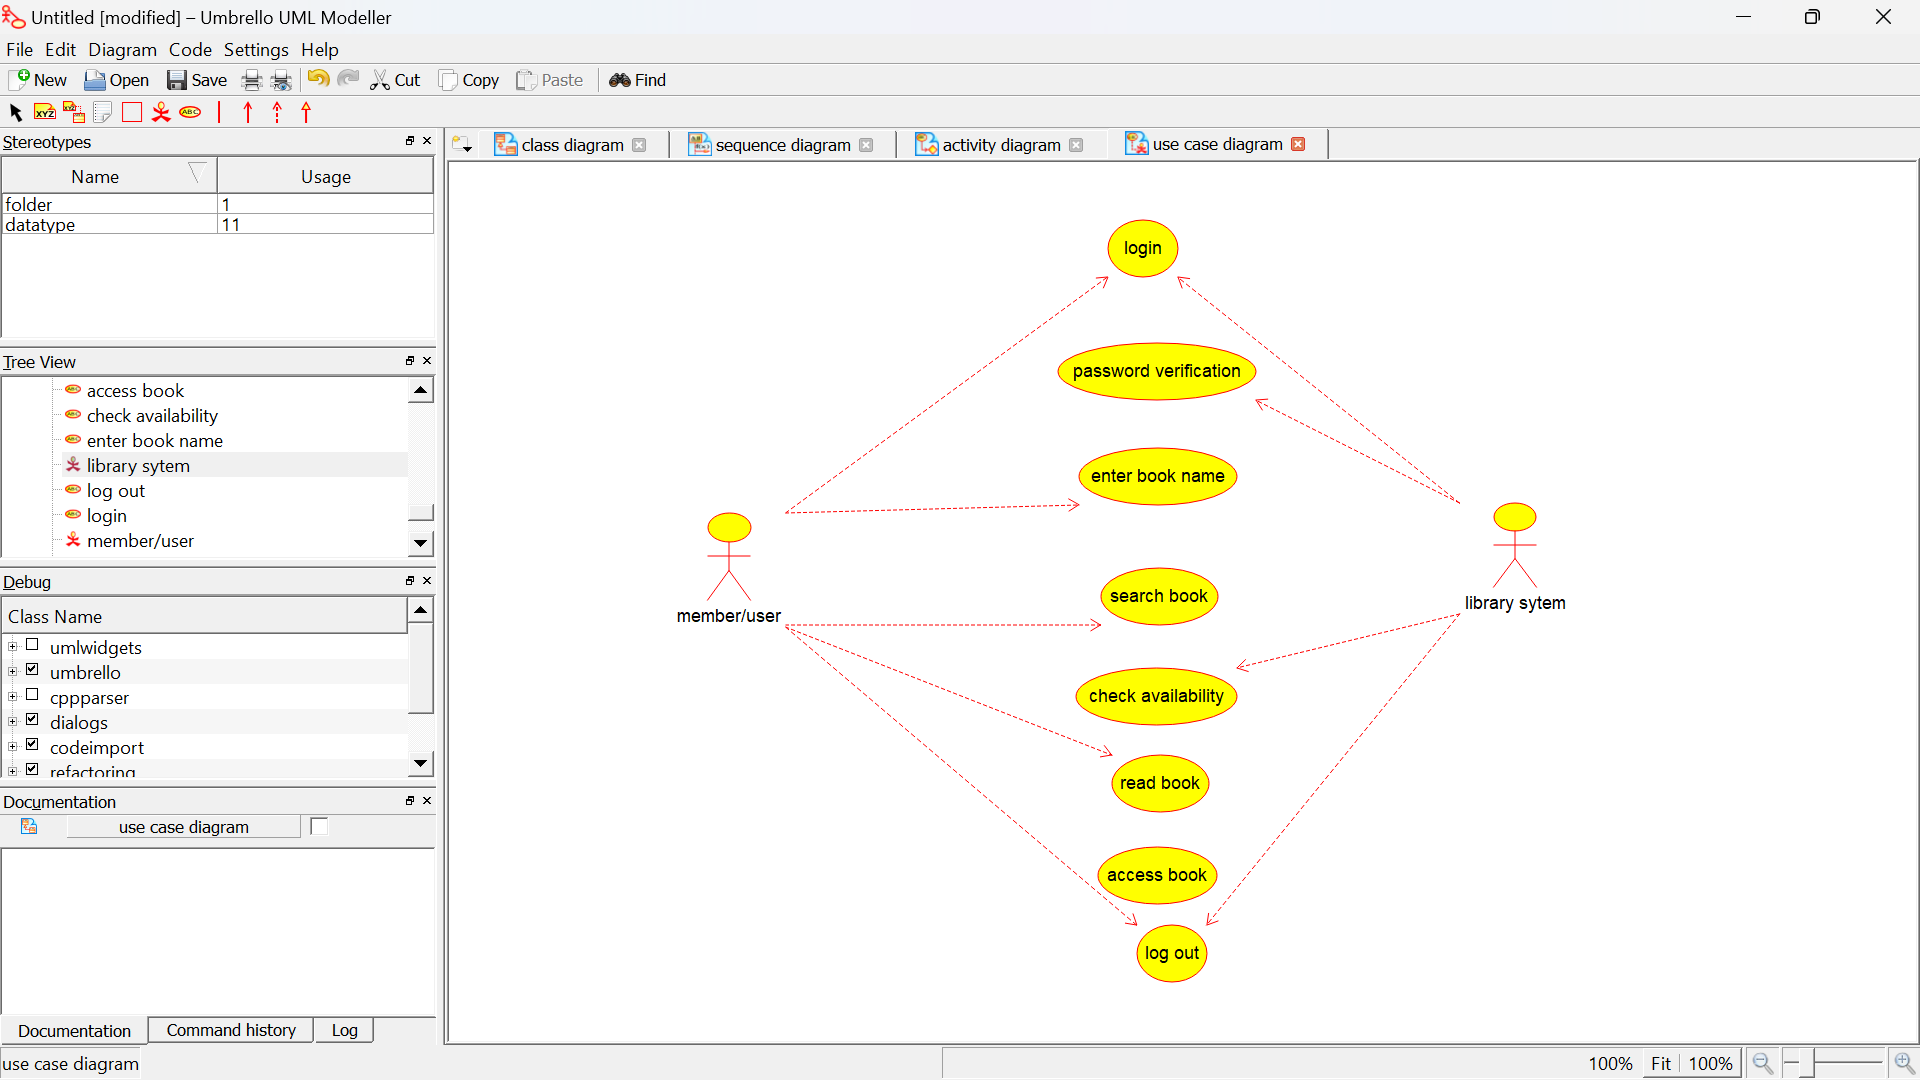 Untitled [modified] – Umbrello UML Modeller
File Edit Diagram Code Settings Help
New Open Save Cut Copy Paste Find
XYZ XYZ ABC
Stereotypes
Name Usage
folder 1
datatype 11
Tree View
access book
check availability
enter book name
library sytem
log out
login
member/user
Debug
Class Name
umlwidgets
umbrello
cppparser
dialogs
codeimport
refactoring
Documentation
use case diagram
Documentation Command history Log
use case diagram
class diagram sequence diagram activity diagram use case diagram
login
password verification
enter book name
member/user
search book
library sytem
check availability
read book
access book
log out
100% Fit 100%